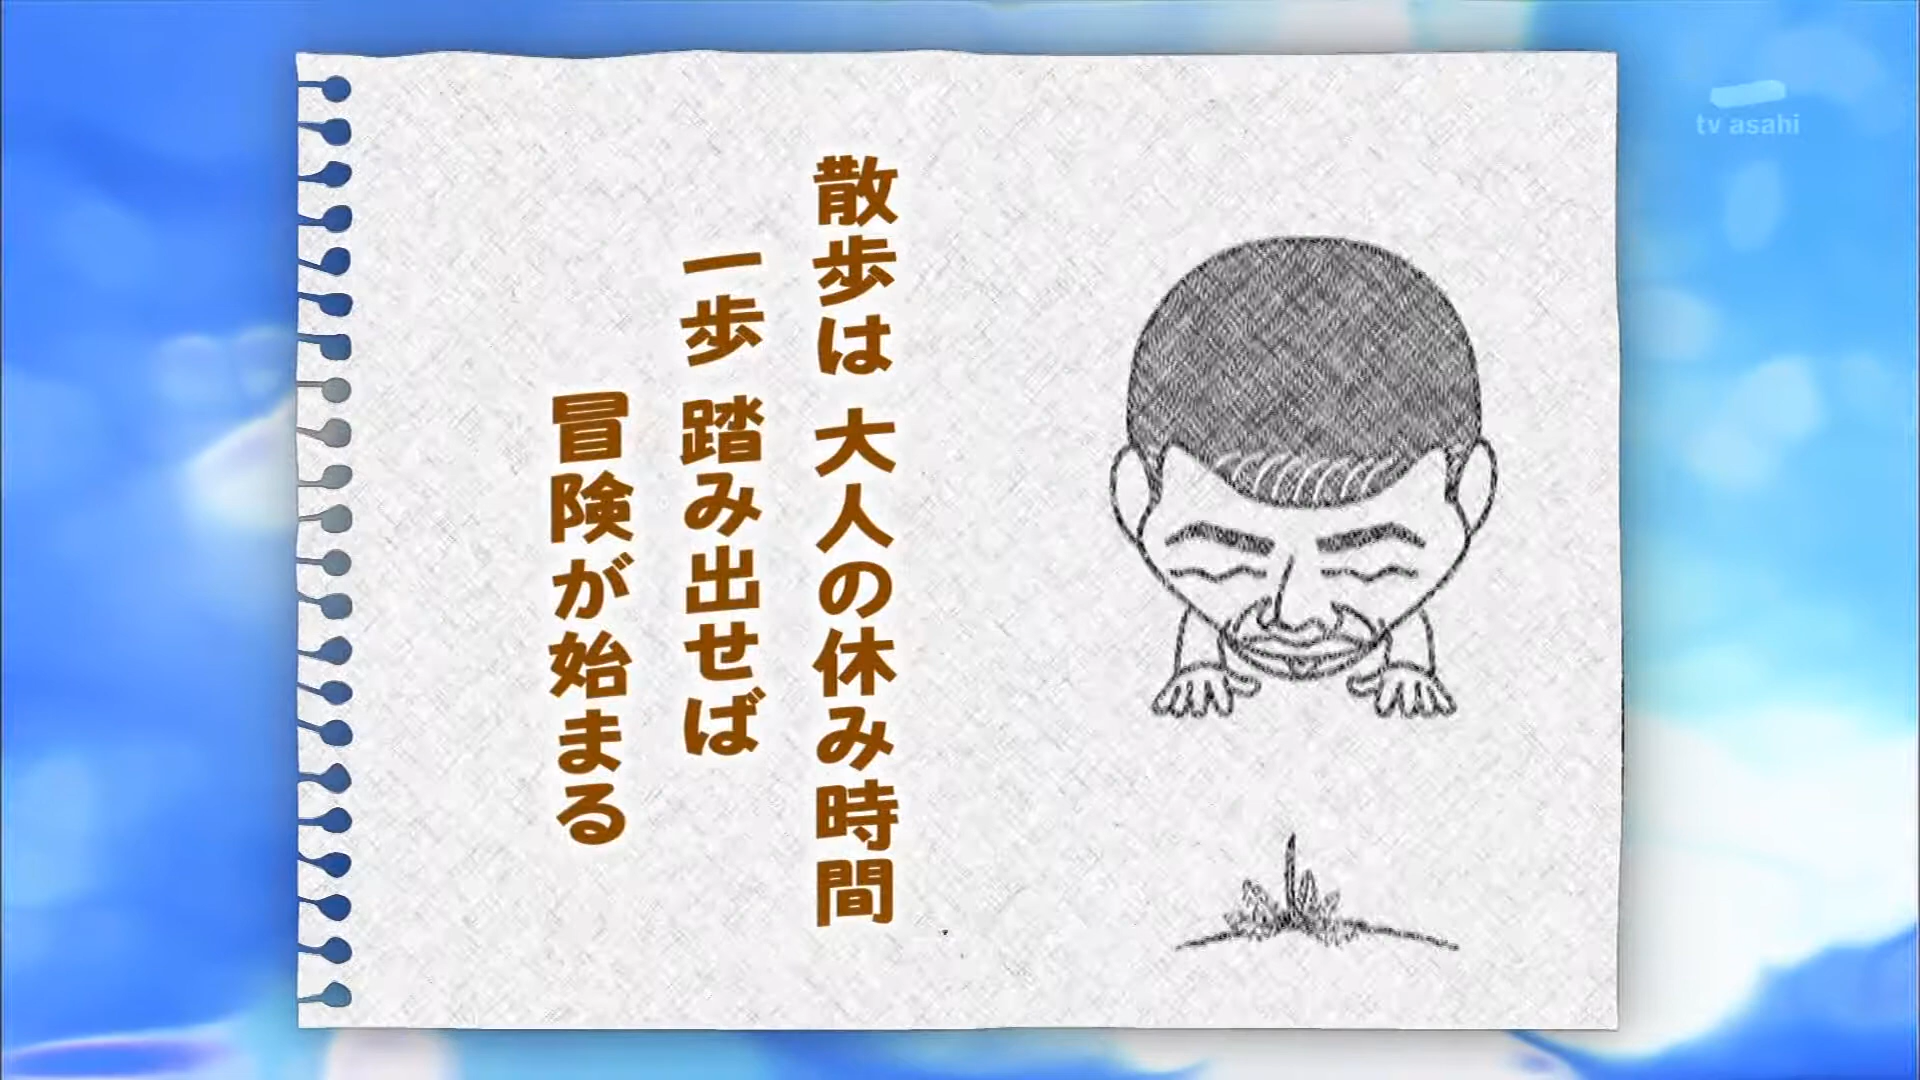 散歩は 大人の休み時間
一歩 踏み出せば
冒険が始まる
tv asahi